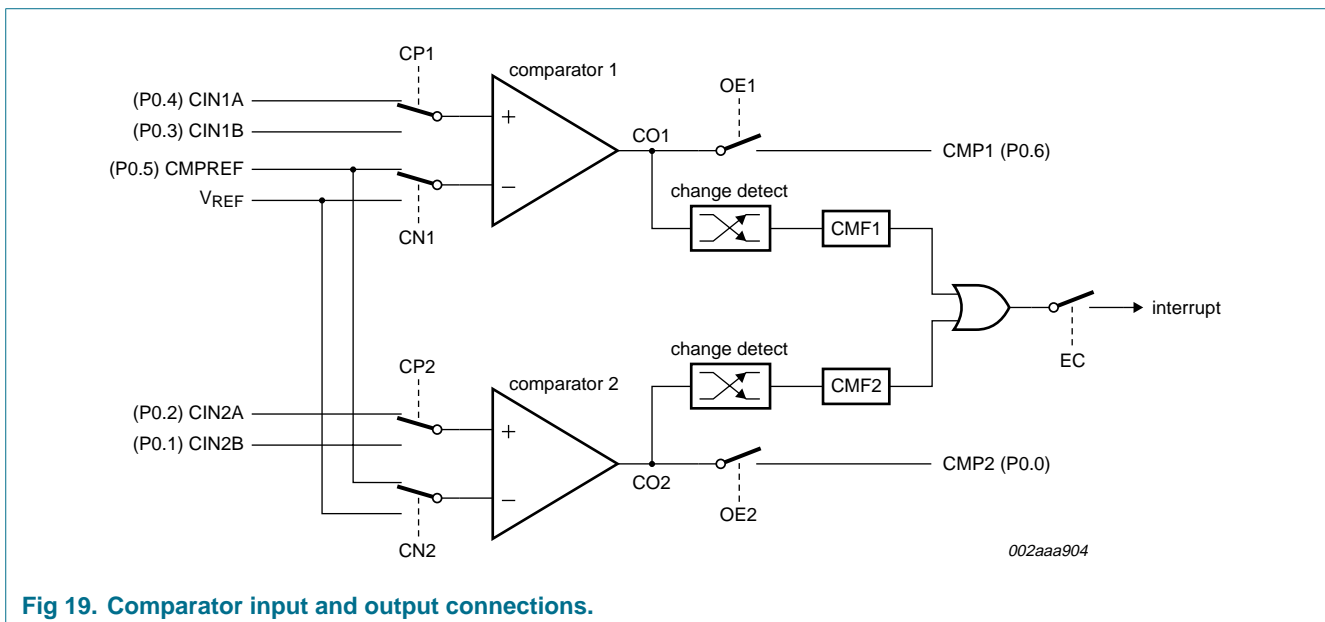 CP1
comparator 1
OE1
(P0.4) CIN1A
+
(P0.3) CIN1B
CO1
CMP1 (P0.6)
(P0.5) CMPREF
−
change detect
VREF
CMF1
CN1
interrupt
change detect
EC
CP2
comparator 2
CMF2
(P0.2) CIN2A
+
(P0.1) CIN2B
CMP2 (P0.0)
CO2
−
OE2
CN2
002aaa904
Fig 19. Comparator input and output connections.